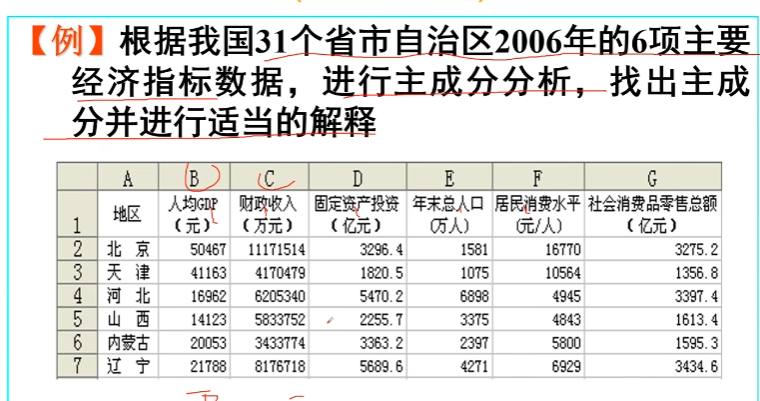 【例】根据我国31个省市自治区2006年的6项主要
经济指标数据，进行主成分分析，找出主成
分并进行适当的解释
A B C D E F G
1 地区 人均GDP（元） 财政收入（万元） 固定资产投资（亿元） 年末总人口（万人） 居民消费水平（元/人） 社会消费品零售总额（亿元）
2 北 京 50467 11171514 3296.4 1581 16770 3275.2
3 天 津 41163 4170479 1820.5 1075 10564 1356.8
4 河 北 16962 6205340 5470.2 6898 4945 3397.4
5 山 西 14123 5833752 2255.7 3375 4843 1613.4
6 内蒙古 20053 3433774 3363.2 2397 5800 1595.3
7 辽 宁 21788 8176718 5689.6 4271 6929 3434.6